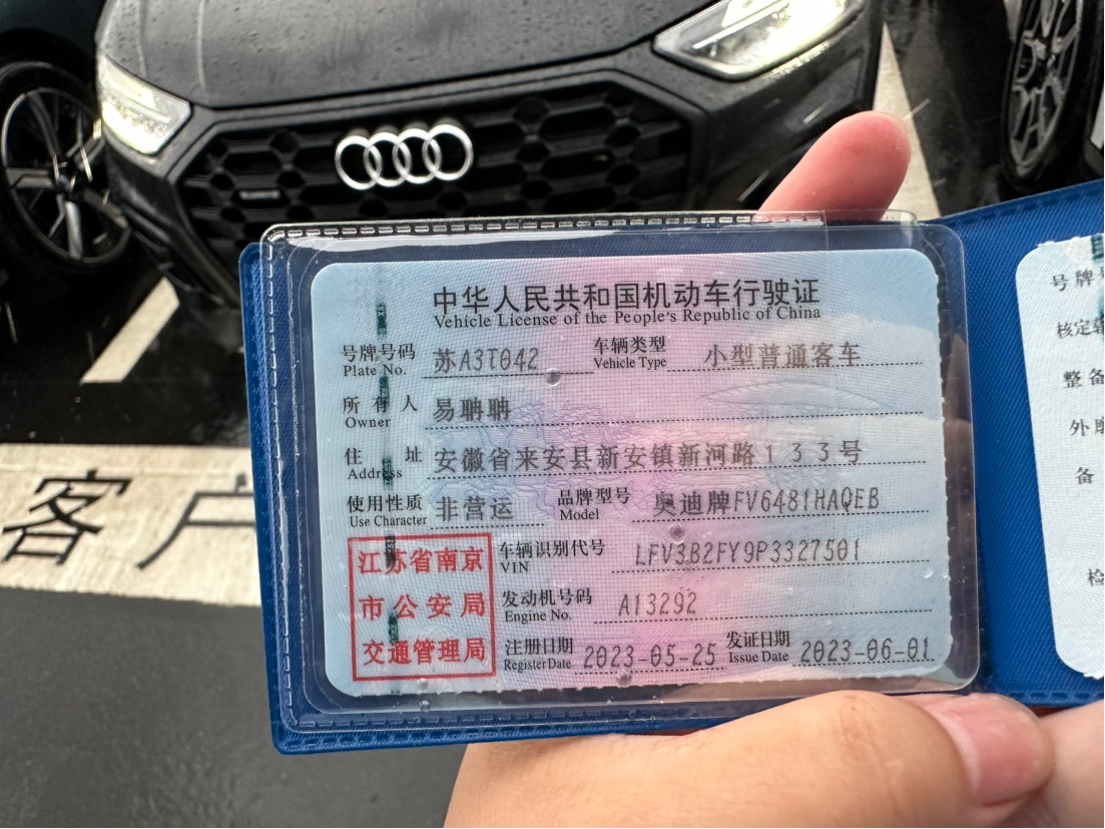 中华人民共和国机动车行驶证
Vehicle License of the People's Republic of China
号牌号码 苏A3T042 车辆类型 小型普通客车
Plate No. Vehicle Type
所有人 易聃聃
Owner
住址 安徽省来安县新安镇新河路133号
Address
使用性质 非营运 品牌型号 奥迪牌FV6481HAQEB
Use Character Model
江苏省南京
市公安局
交通管理局
车辆识别代号 LFV3B2FY9P3327501
VIN
发动机号码 A13292
Engine No.
注册日期 2023-05-25 发证日期 2023-06-01
Register Date Issue Date
号牌
核定
整备
外
备
检
客户